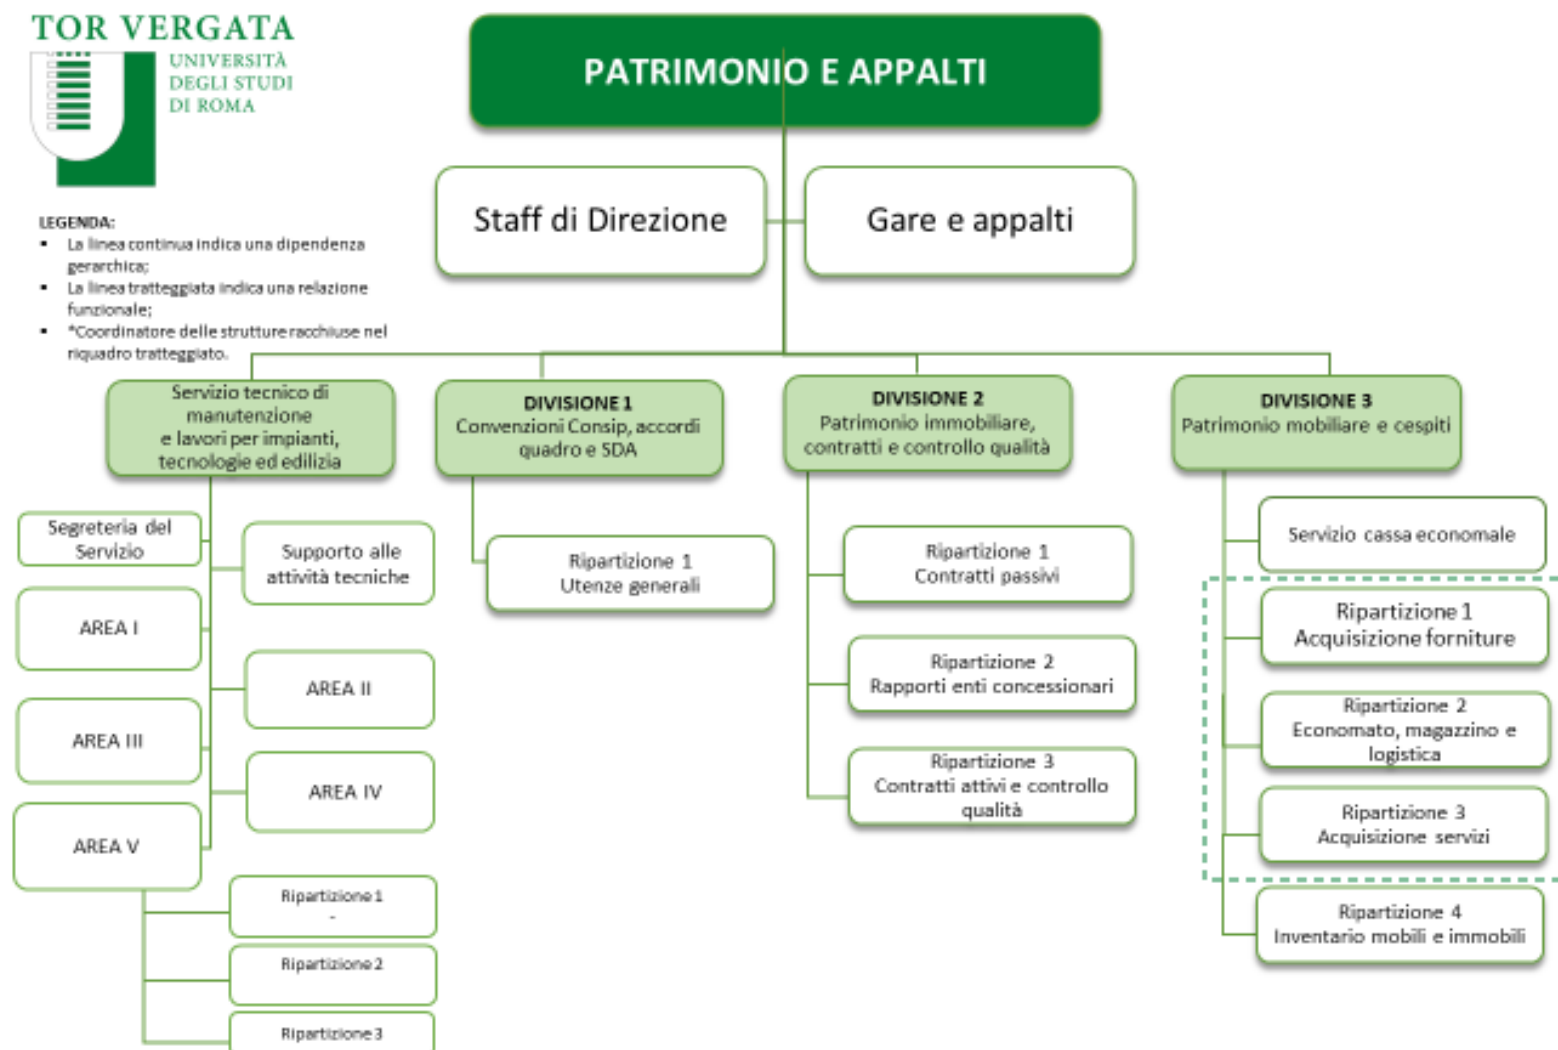 TOR VERGATA
UNIVERSITÀ
DEGLI STUDI
DI ROMA
PATRIMONIO E APPALTI
Staff di Direzione
Gare e appalti
LEGENDA:
▪ La linea continua indica una dipendenza
gerarchica;
▪ La linea tratteggiata indica una relazione
funzionale;
▪ *Coordinatore delle strutture racchiuse nel
riquadro tratteggiato.
Servizio tecnico di
manutenzione
e lavori per impianti,
tecnologie ed edilizia
DIVISIONE 1
Convenzioni Consip, accordi
quadro e SDA
DIVISIONE 2
Patrimonio immobiliare,
contratti e controllo qualità
DIVISIONE 3
Patrimonio mobiliare e cespiti
Segreteria del
Servizio
Supporto alle
attività tecniche
AREA I
AREA II
AREA III
AREA IV
AREA V
Ripartizione 1
-
Ripartizione 2
Ripartizione 3
Ripartizione 1
Utenze generali
Ripartizione 1
Contratti passivi
Ripartizione 2
Rapporti enti concessionari
Ripartizione 3
Contratti attivi e controllo
qualità
Servizio cassa economale
Ripartizione 1
Acquisizione forniture
Ripartizione 2
Economato, magazzino e
logistica
Ripartizione 3
Acquisizione servizi
Ripartizione 4
Inventario mobili e immobili